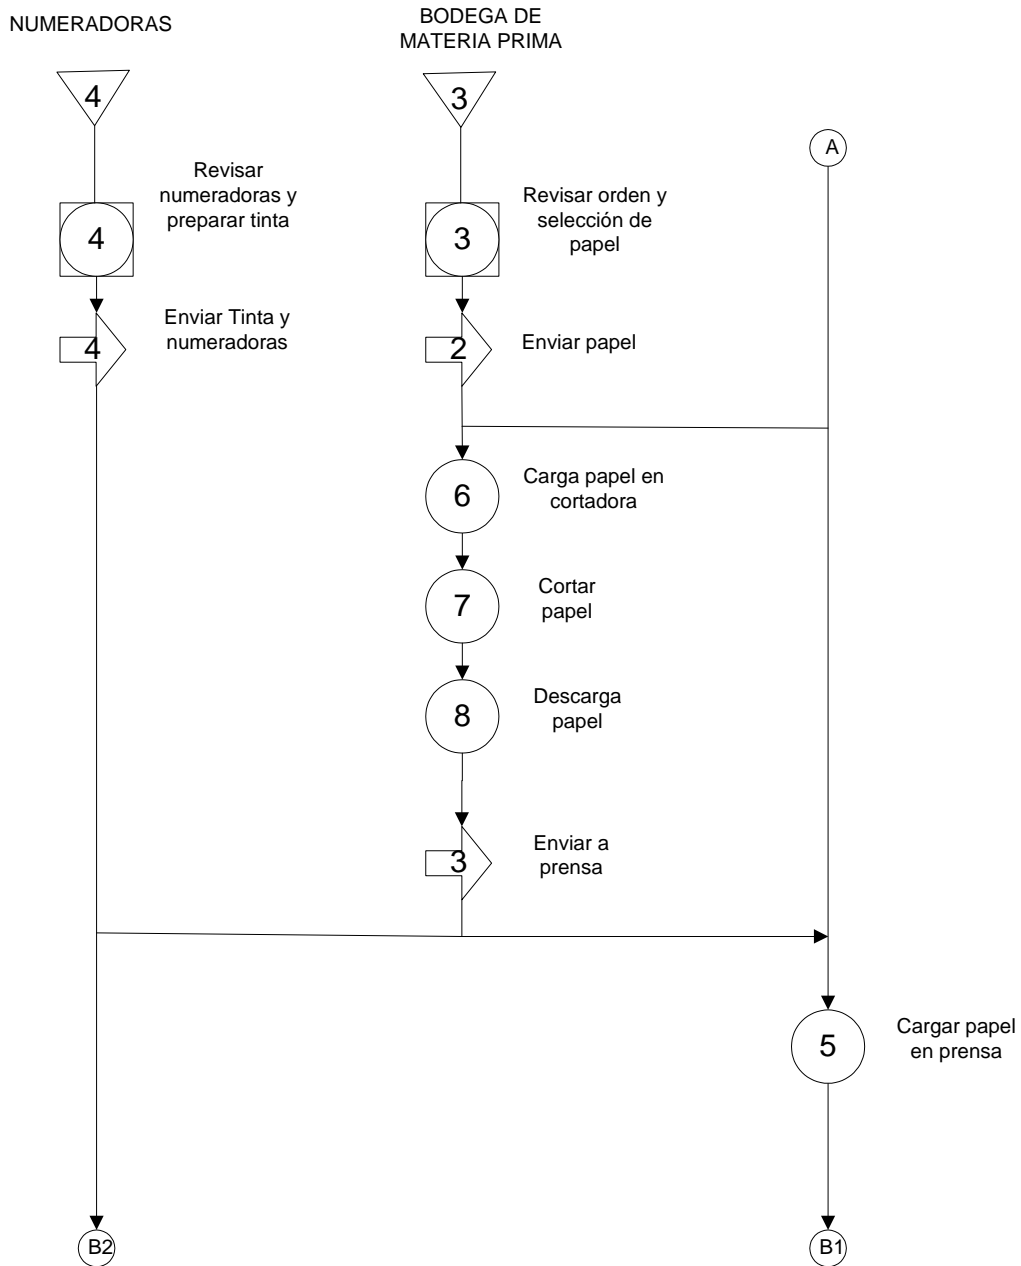 NUMERADORAS
BODEGA DE
MATERIA PRIMA
4
3
A
Revisar
numeradoras y
preparar tinta
4
Revisar orden y
selección de
papel
3
Enviar Tinta y
numeradoras
4
Enviar papel
2
Carga papel en
cortadora
6
Cortar
papel
7
Descarga
papel
8
Enviar a
prensa
3
Cargar papel
en prensa
5
B2
B1